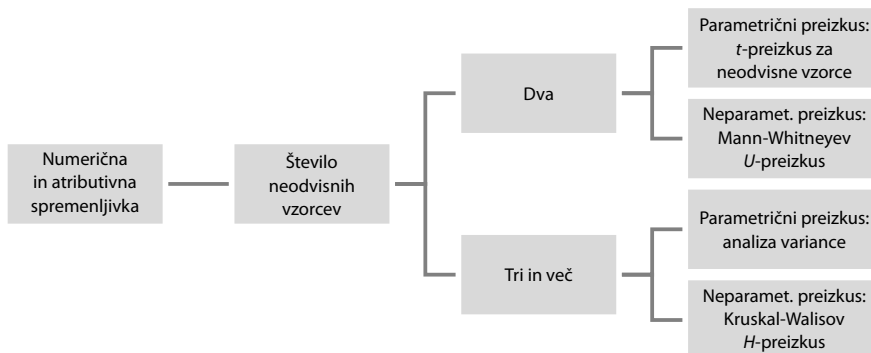 Numerična
in atributivna
spremenljivka
Število
neodvisnih
vzorcev
Dva
Parametrični preizkus:
t-preizkus za
neodvisne vzorce
Neparamet. preizkus:
Mann-Whitneyev
U-preizkus
Tri in več
Parametrični preizkus:
analiza variance
Neparamet. preizkus:
Kruskal-Walisov
H-preizkus